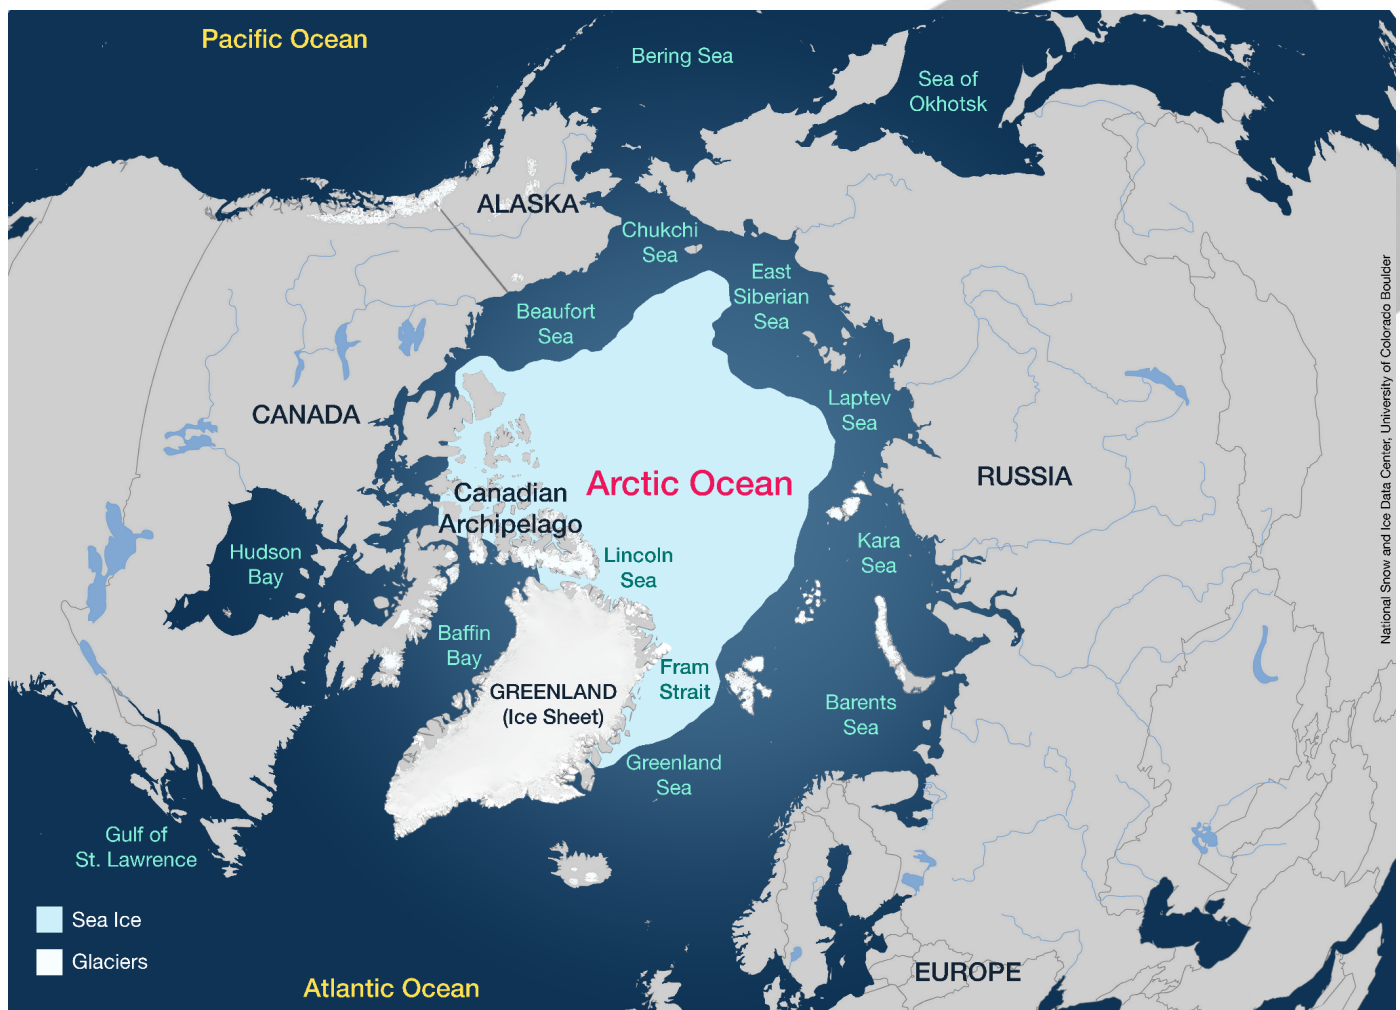 Pacific Ocean
Bering Sea
Sea of
Okhotsk
ALASKA
Chukchi
Sea
East
Siberian
Sea
Beaufort
Sea
CANADA
Laptev
Sea
RUSSIA
Arctic Ocean
Canadian
Archipelago
Hudson
Bay
Lincoln
Sea
Kara
Sea
Baffin
Bay
Fram
Strait
GREENLAND
(Ice Sheet)
Barents
Sea
Greenland
Sea
Gulf of
St. Lawrence
Sea Ice
Glaciers
Atlantic Ocean
EUROPE
National Snow and Ice Data Center, University of Colorado Boulder